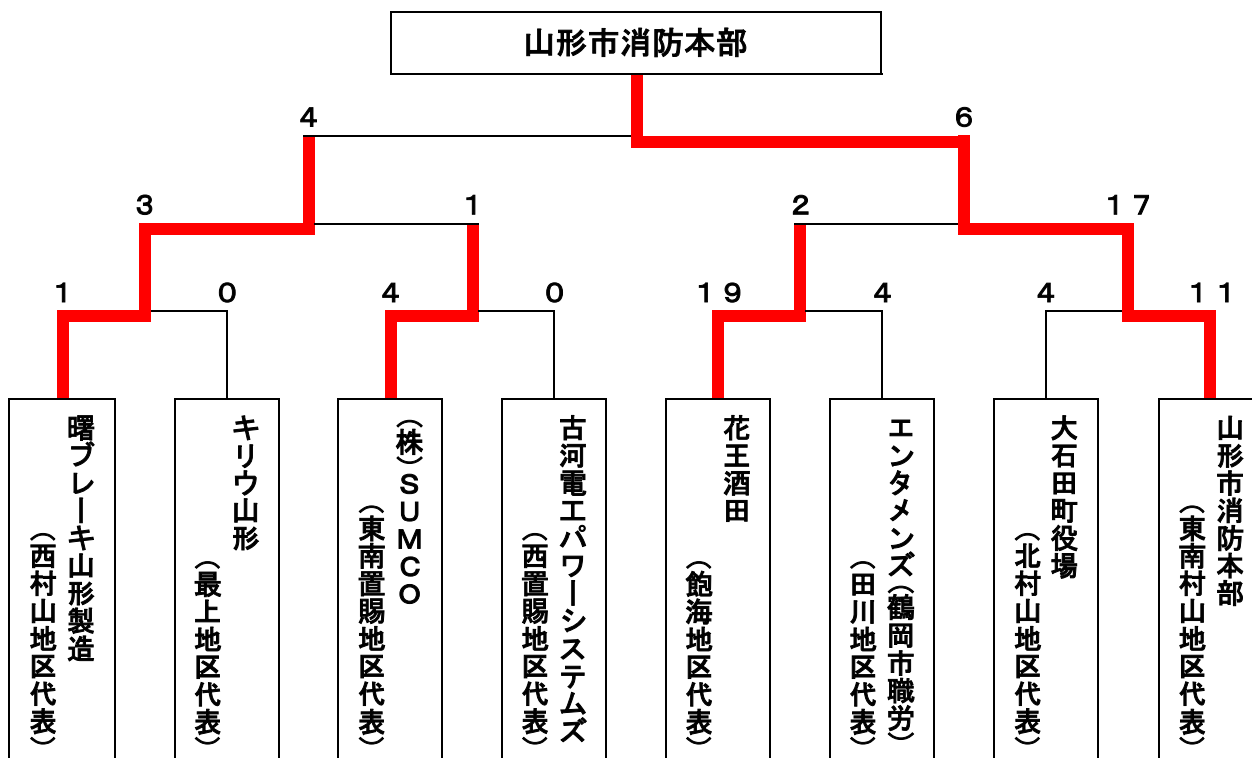 山形市消防本部
4 6
3 1 2 17
1 0 4 0 19 4 4 11
曙ブレーキ山形製造
(西村山地区代表)
キリウ山形
(最上地区代表)
(株)SUMCO
(東南置賜地区代表)
古河電工パワーシステムズ
(西置賜地区代表)
花王酒田
(飽海地区代表)
エンタメンズ(鶴岡市職労)
(田川地区代表)
大石田町役場
(北村山地区代表)
山形市消防本部
(東南村山地区代表)